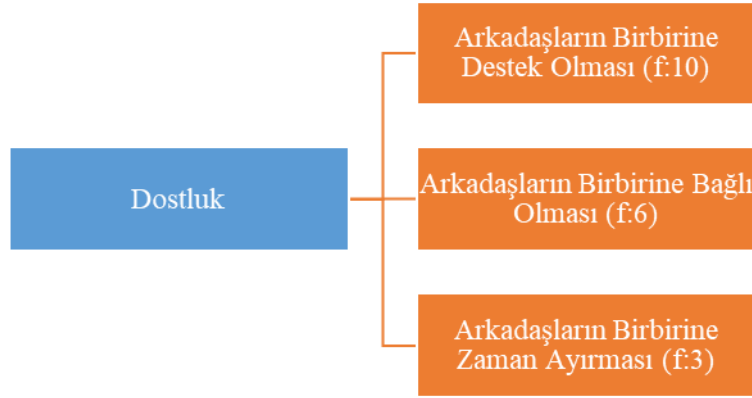 Dostluk
Arkadaşların Birbirine
Destek Olması (f:10)
Arkadaşların Birbirine Bağlı
Olması (f:6)
Arkadaşların Birbirine
Zaman Ayırması (f:3)